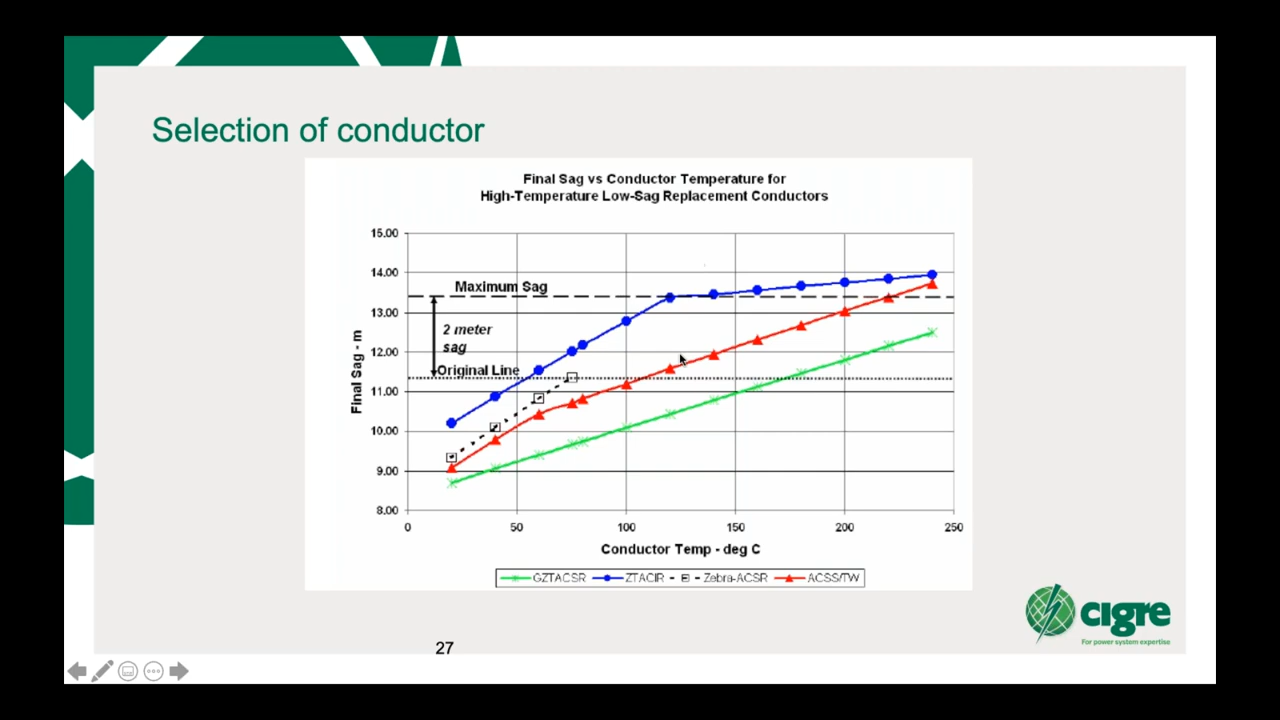 Selection of conductor
Final Sag vs Conductor Temperature for
High-Temperature Low-Sag Replacement Conductors
15.00
14.00
13.00
12.00
11.00
10.00
9.00
8.00
Final Sag - m
Maximum Sag
2 meter
sag
Original Line
0
50
100
150
200
250
Conductor Temp - deg C
GZTACSR
ZTACIR
Zebra-ACSR
ACSS/TW
cigre
For power system expertise
27